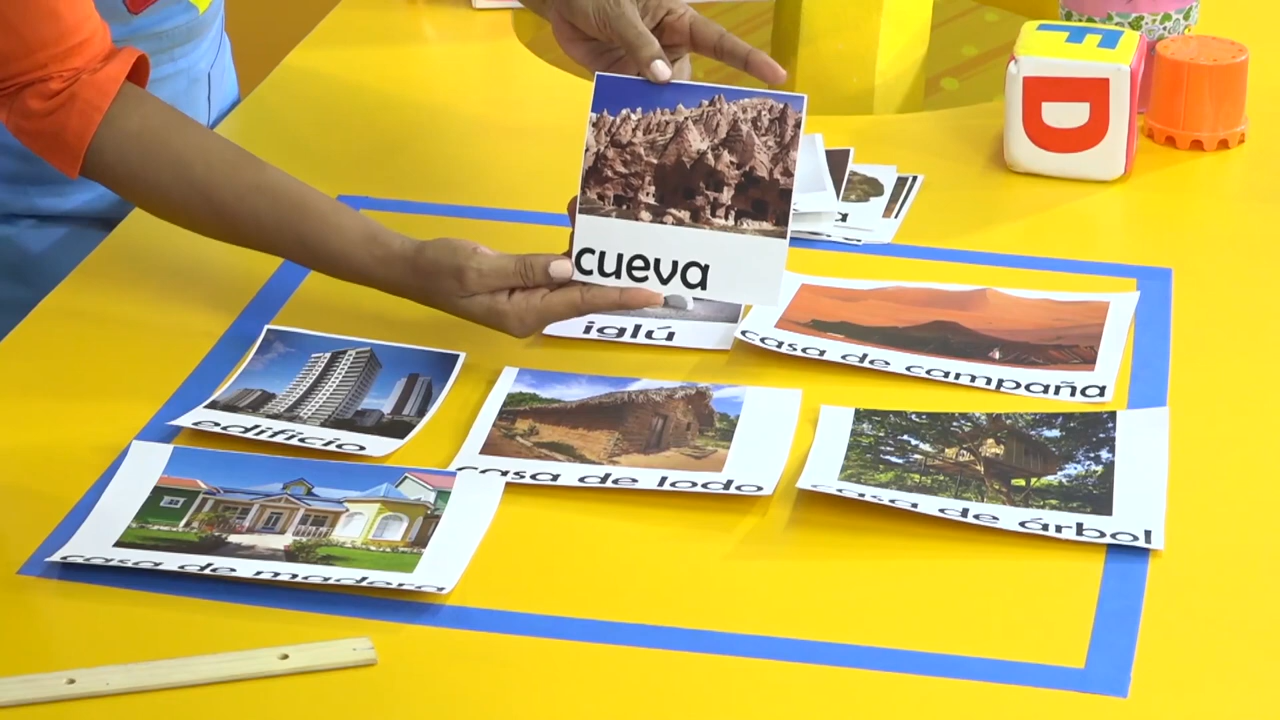 F
D
cueva
iglú
casa de campaña
edificio
casa de lodo
casa de árbol
casa de madera